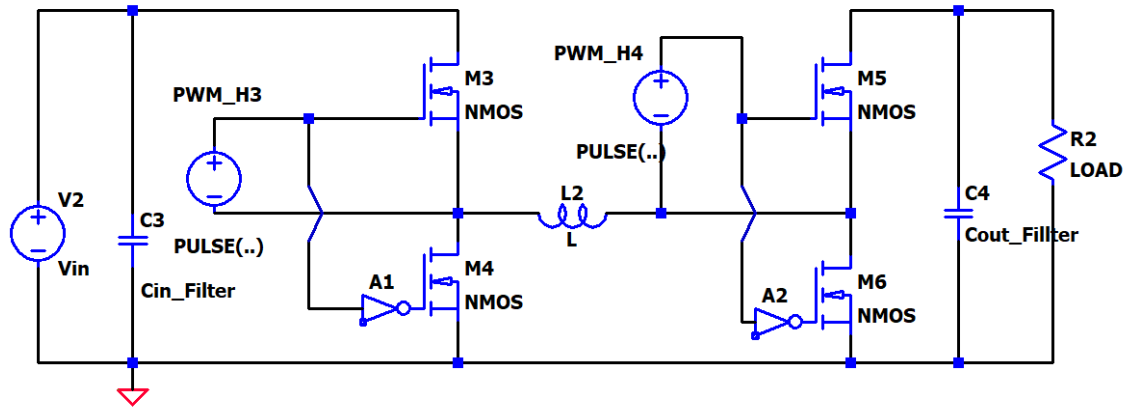 PWM_H4
M3
M5
PWM_H3
NMOS
NMOS
R2
PULSE(..)
LOAD
L2
V2
C3
C4
L
PULSE(..)
Cout_Fillter
M4
M6
Vin
A1
A2
Cin_Filter
NMOS
NMOS